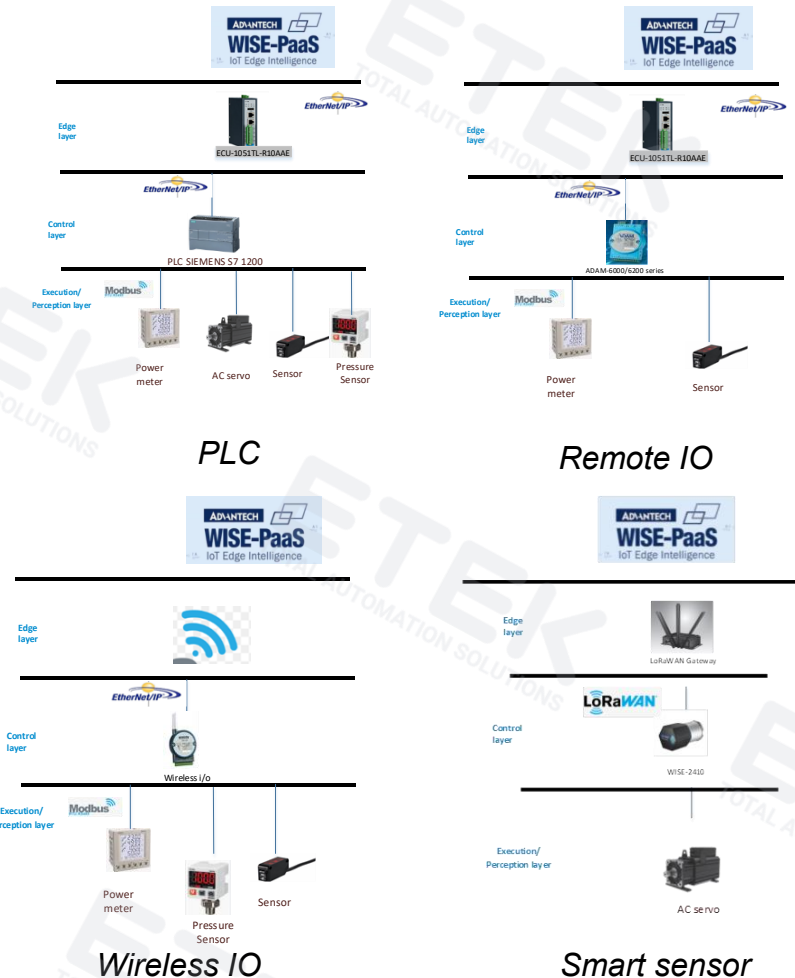 ADVANTECH
WISE-PaaS
IoT Edge Intelligence
EtherNet/IP
Edge
layer
ECU-1051TL-R10AAE
EtherNet/IP
Control
layer
PLC SIEMENS S7 1200
Execution/
Perception layer
Modbus
Power
meter
AC servo
Sensor
Pressure
Sensor
PLC
ADVANTECH
WISE-PaaS
IoT Edge Intelligence
EtherNet/IP
Edge
layer
ECU-1051TL-R10AAE
EtherNet/IP
Control
layer
ADAM-6000/6200 series
Execution/
Perception layer
Modbus
Power
meter
Sensor
Remote IO
ADVANTECH
WISE-PaaS
IoT Edge Intelligence
Edge
layer
EtherNet/IP
Control
layer
Wireless i/o
Execution/
rception layer
Modbus
Power
meter
Pressure
Sensor
Sensor
Wireless IO
ADVANTECH
WISE-PaaS
IoT Edge Intelligence
Edge
layer
LoRaWAN Gateway
LoRaWAN
Control
layer
WISE-2410
Execution/
Perception layer
AC servo
Smart sensor
ETEK
TOTAL AUTOMATION SOLUTIONS